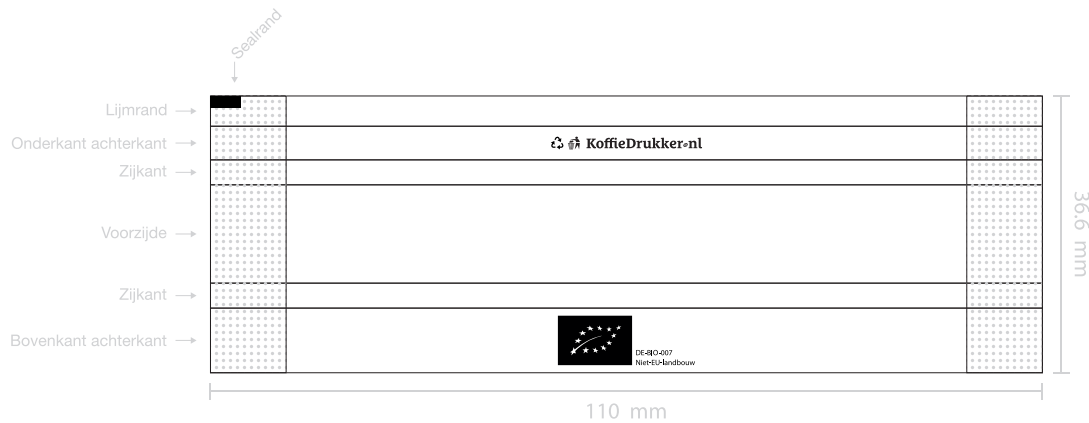 Sealrand
Lijmrand
Onderkant achterkant
KoffieDrukker.nl
Zijkant
Voorzijde
36.6 mm
Zijkant
Bovenkant achterkant
DE-BIO-007
Niet-EU-landbouw
110 mm